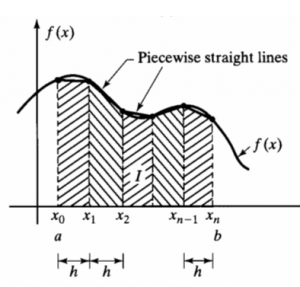 f(x)
Piecewise straight lines
f(x)
I
x₀ x₁ x₂ xₙ₋₁ xₙ
a b
h h h